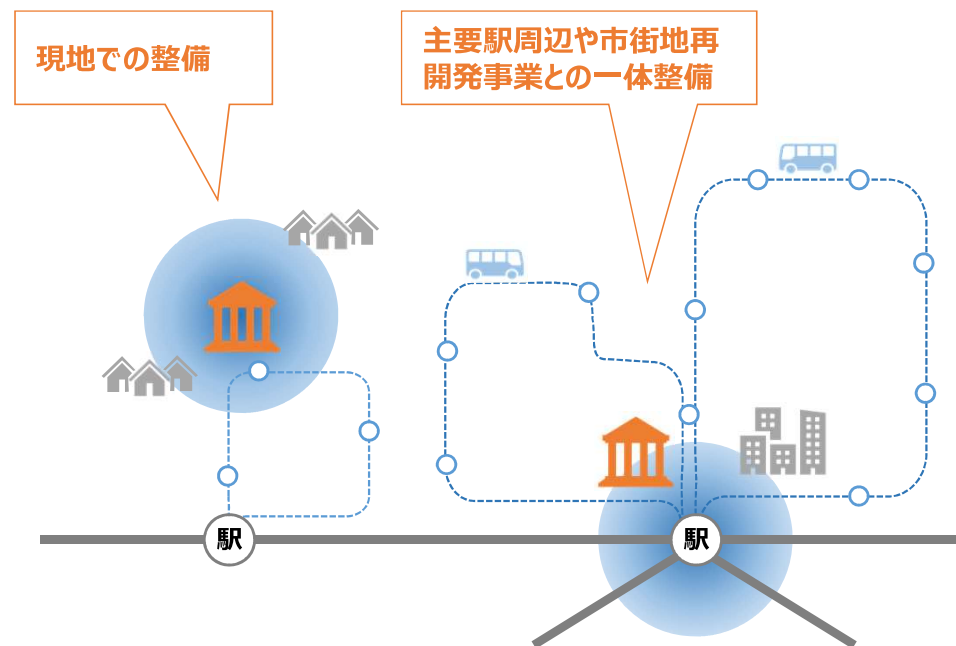 現地での整備
主要駅周辺や市街地再
開発事業との一体整備
駅
駅